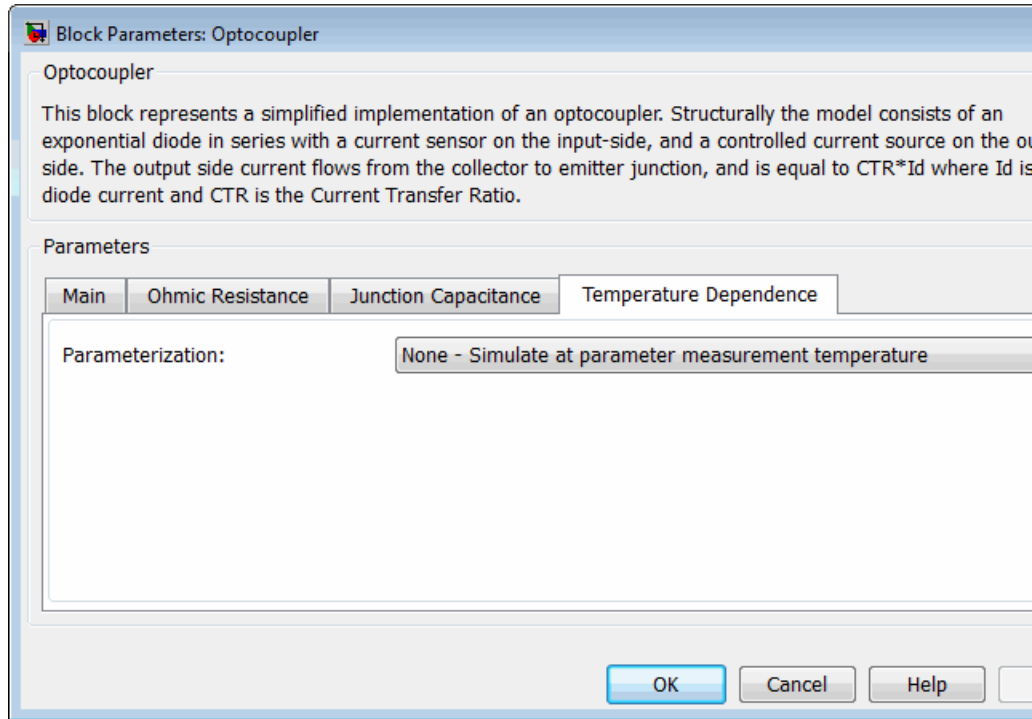 Block Parameters: Optocoupler
Optocoupler
This block represents a simplified implementation of an optocoupler. Structurally the model consists of an
exponential diode in series with a current sensor on the input-side, and a controlled current source on the
side. The output side current flows from the collector to emitter junction, and is equal to CTR*Id where Id is
diode current and CTR is the Current Transfer Ratio.
Parameters
Main Ohmic Resistance Junction Capacitance Temperature Dependence
Parameterization: None - Simulate at parameter measurement temperature
OK Cancel Help